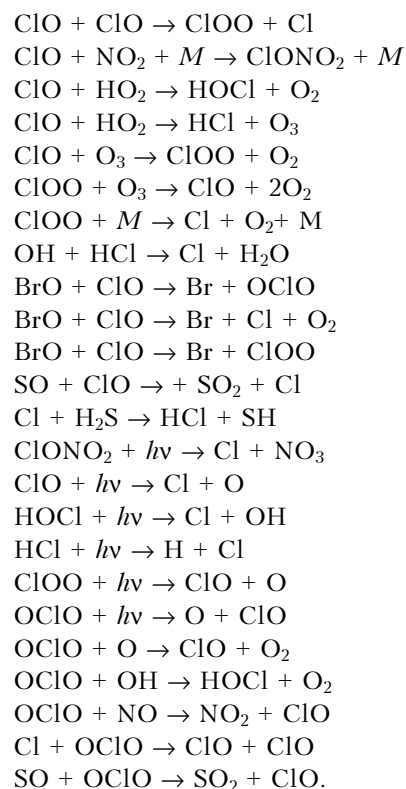 ClO + ClO → ClOO + Cl
ClO + NO₂ + M → ClONO₂ + M
ClO + HO₂ → HOCl + O₂
ClO + HO₂ → HCl + O₃
ClO + O₃ → ClOO + O₂
ClOO + O₃ → ClO + 2O₂
ClOO + M → Cl + O₂+ M
OH + HCl → Cl + H₂O
BrO + ClO → Br + OClO
BrO + ClO → Br + Cl + O₂
BrO + ClO → Br + ClOO
SO + ClO → + SO₂ + Cl
Cl + H₂S → HCl + SH
ClONO₂ + hν → Cl + NO₃
ClO + hν → Cl + O
HOCl + hν → Cl + OH
HCl + hν → H + Cl
ClOO + hν → ClO + O
OClO + hν → O + ClO
OClO + O → ClO + O₂
OClO + OH → HOCl + O₂
OClO + NO → NO₂ + ClO
Cl + OClO → ClO + ClO
SO + OClO → SO₂ + ClO.